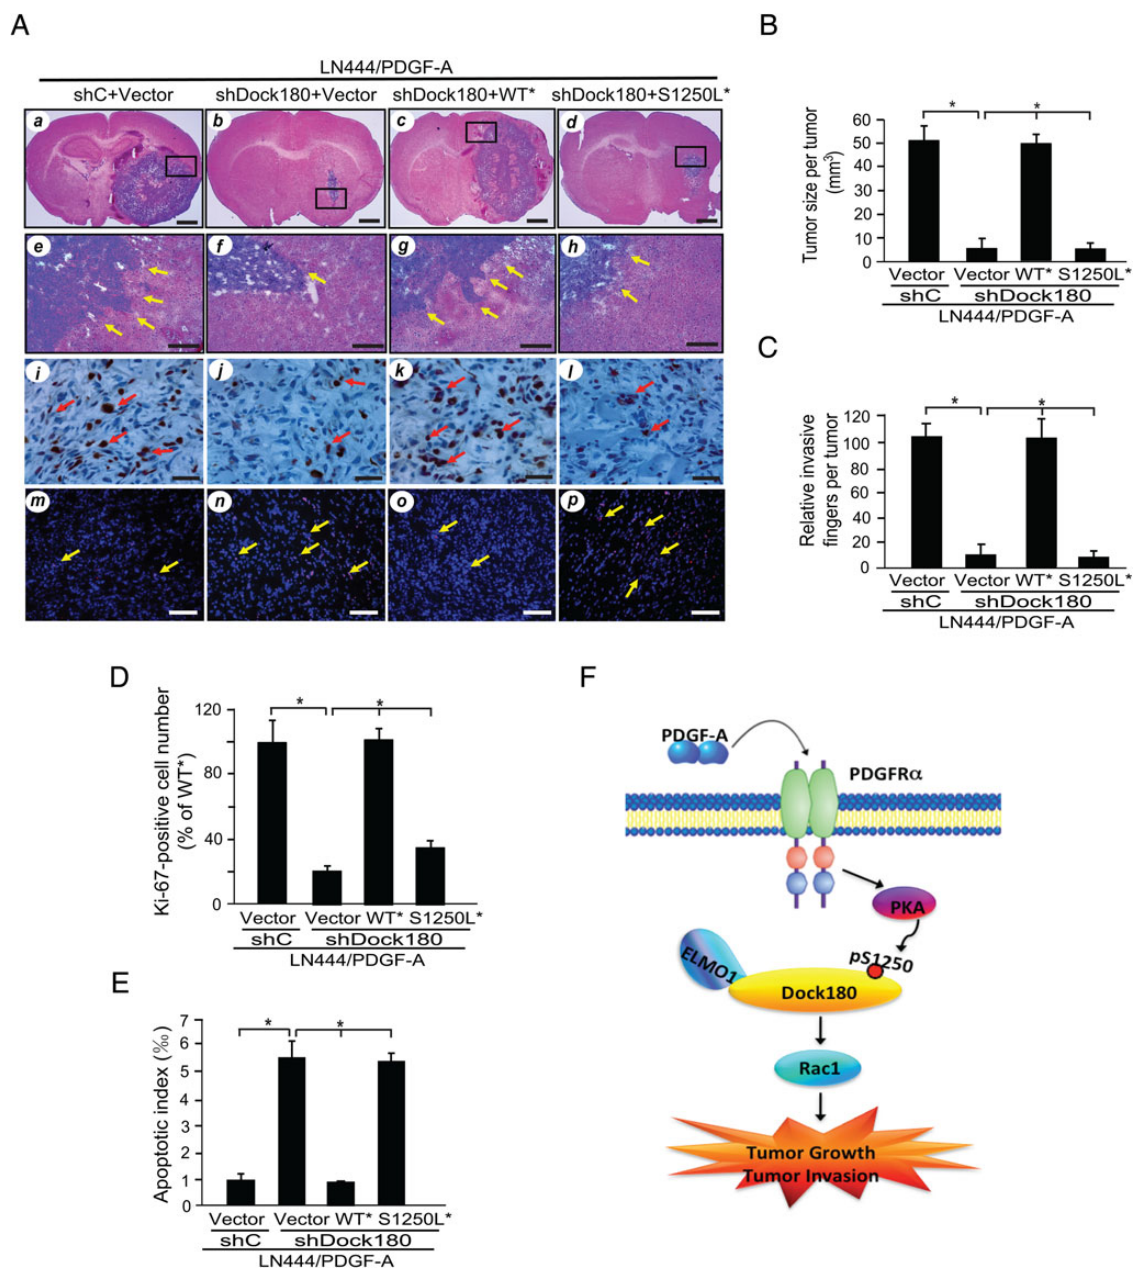 A
LN444/PDGF-A
shC+Vector shDock180+Vector shDock180+WT* shDock180+S1250L*
a b c d
e f g h
i j k l
m n o p
B
Tumor size per tumor
(mm³)
60
50
40
30
20
10
0
* *
Vector Vector WT* S1250L*
shC shDock180
LN444/PDGF-A
C
Relative invasive
fingers per tumor
120
100
80
60
40
20
0
* *
Vector Vector WT* S1250L*
shC shDock180
LN444/PDGF-A
D
Ki-67-positive cell number
(% of WT*)
120
80
40
0
* *
Vector Vector WT* S1250L*
shC shDock180
LN444/PDGF-A
E
Apoptotic index (‰)
7
6
5
4
3
2
1
0
* *
Vector Vector WT* S1250L*
shC shDock180
LN444/PDGF-A
F
PDGF-A
PDGFRα
PKA
pS1250
ELMO1
Dock180
Rac1
Tumor Growth
Tumor Invasion